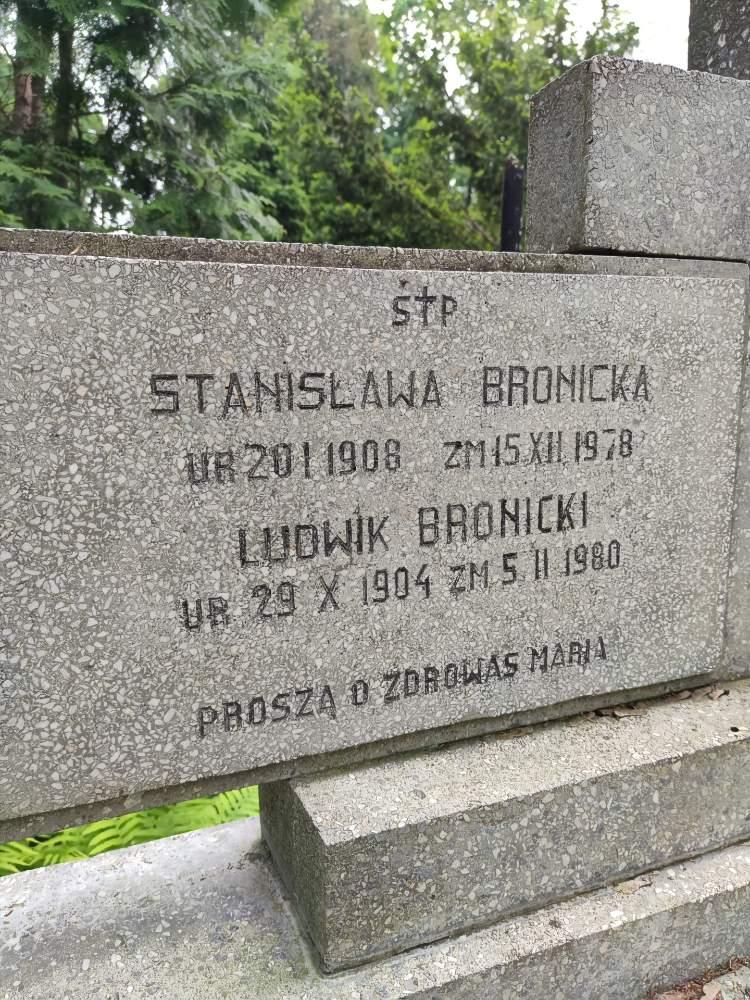 Ś†P
STANISŁAWA BRONICKA
UR 20 I 1908 ZM 15 XII 1978
LUDWIK BRONICKI
UR 29 X 1904 ZM 5 II 1980
PROSZĄ O ZDROWAŚ MARIA